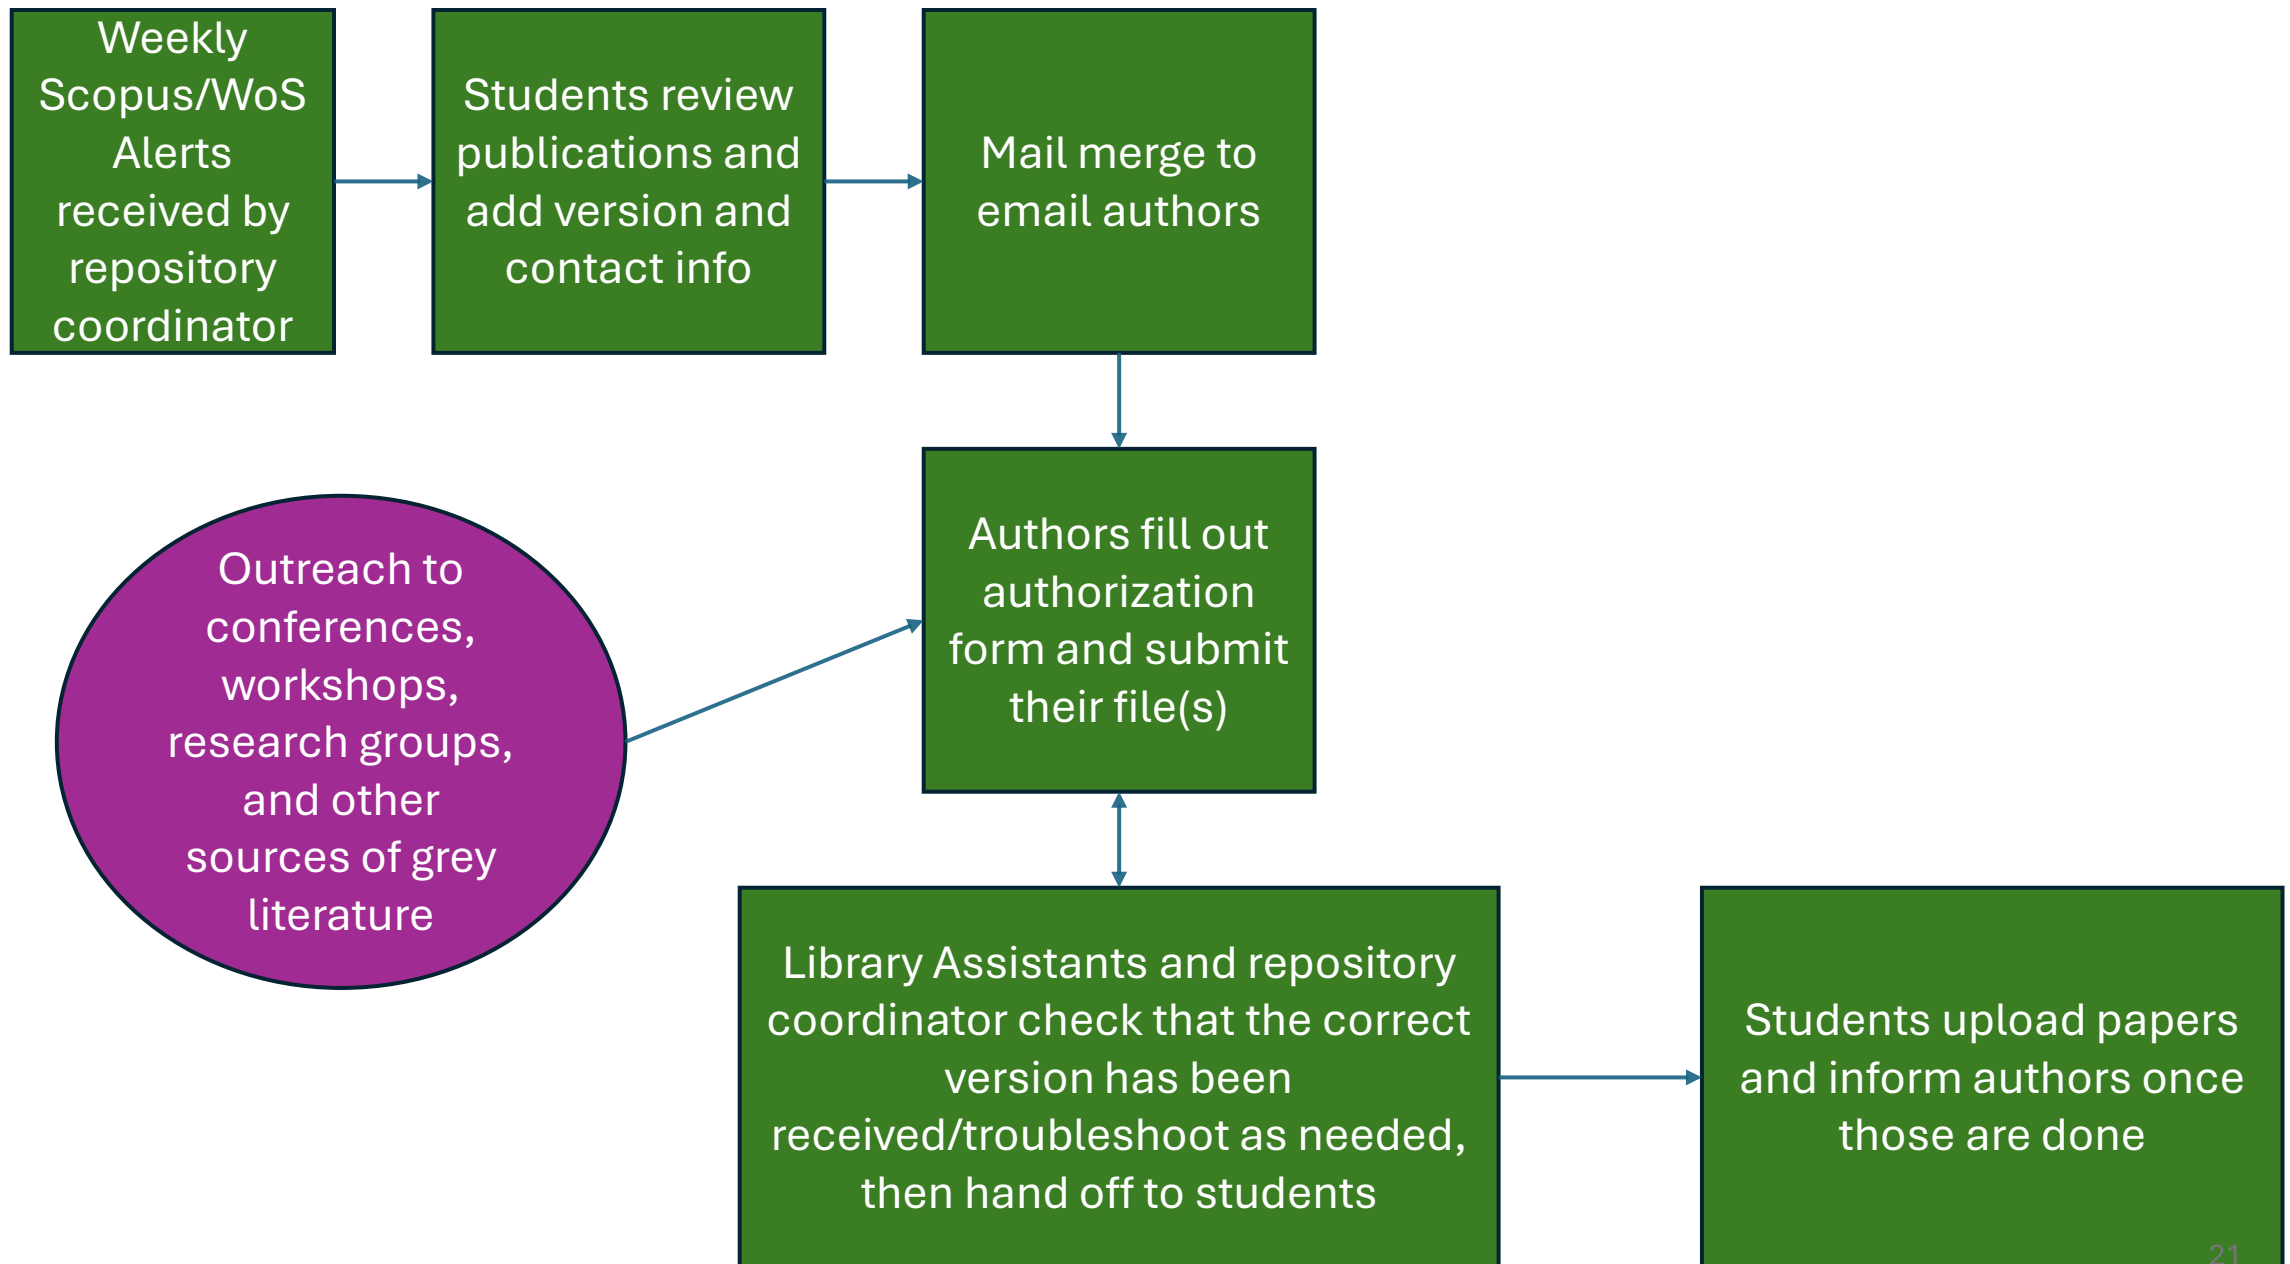 Weekly
Scopus/WoS
Alerts
received by
repository
coordinator
Students review
publications and
add version and
contact info
Mail merge to
email authors
Authors fill out
authorization
form and submit
their file(s)
Outreach to
conferences,
workshops,
research groups,
and other
sources of grey
literature
Library Assistants and repository
coordinator check that the correct
version has been
received/troubleshoot as needed,
then hand off to students
Students upload papers
and inform authors once
those are done
21